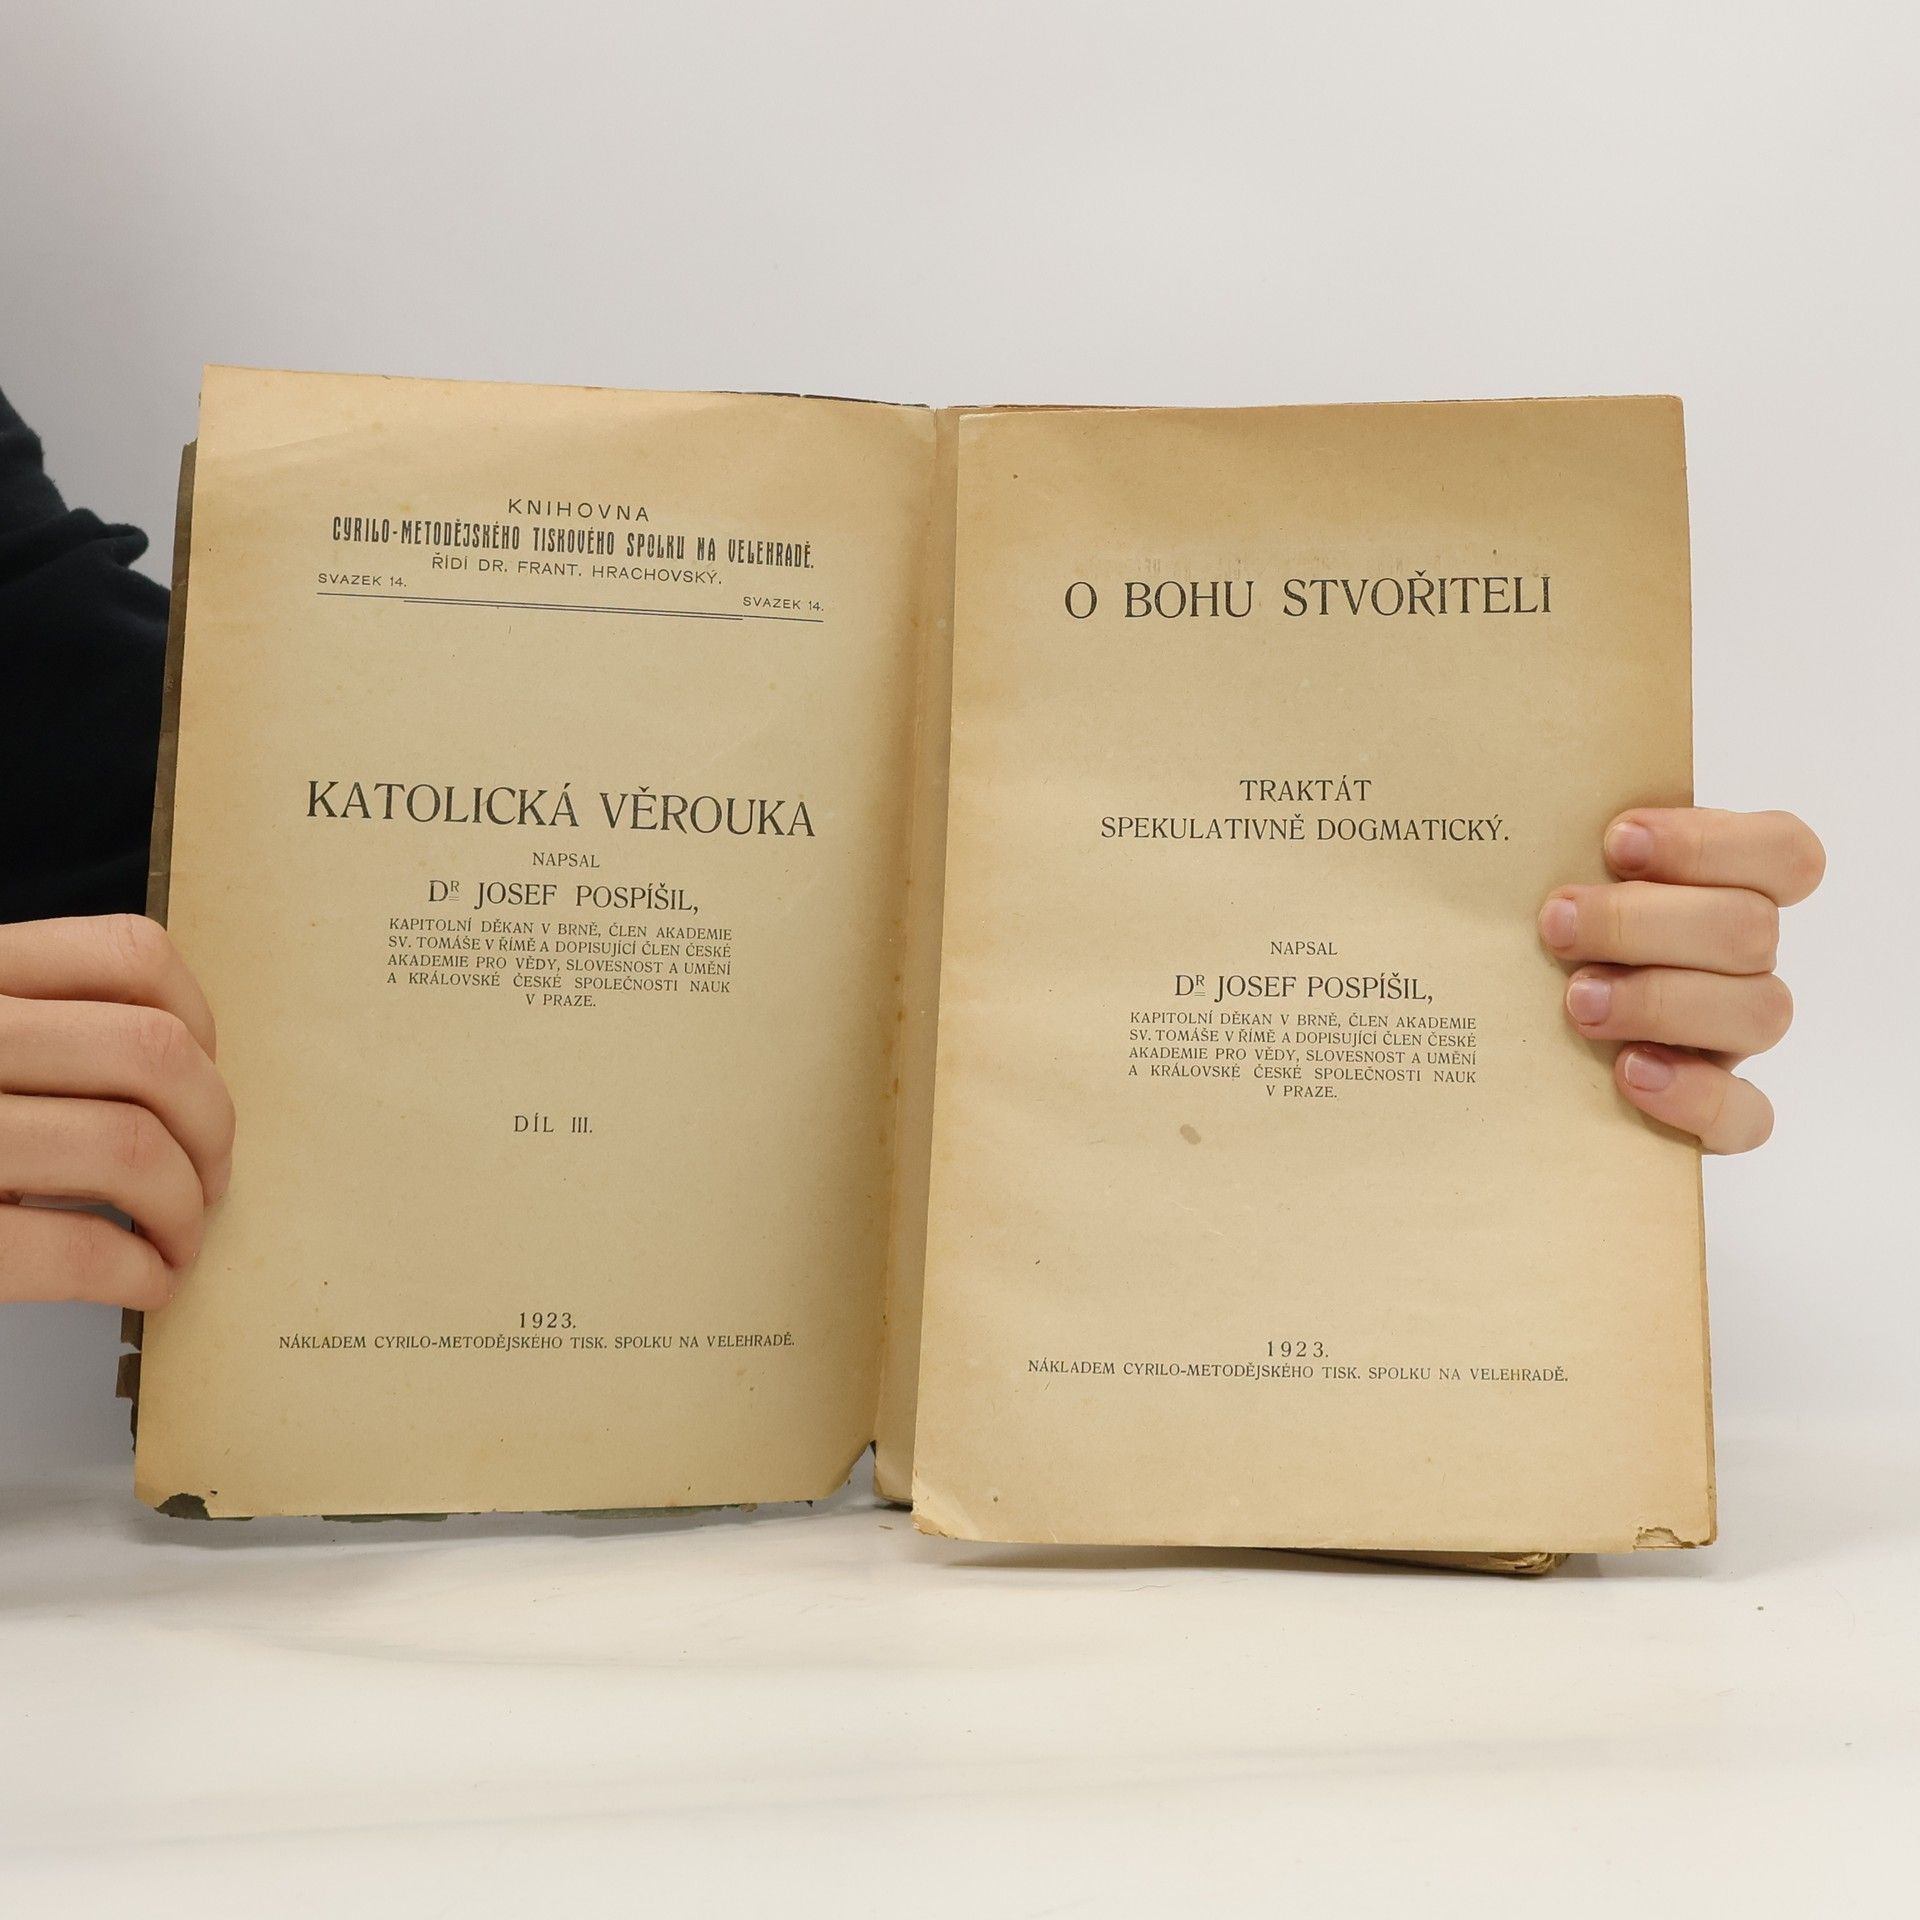 KNIHOVNA
CYRILO-METODĚJSKÉHO TISKOVÉHO SPOLKU NA VELEHRADĚ.
ŘÍDÍ DR. FRANT. HRACHOVSKÝ.
SVAZEK 14. SVAZEK 14.
KATOLICKÁ VĚROUKA
NAPSAL
DR JOSEF POSPÍŠIL,
KAPITOLNÍ DĚKAN V BRNĚ, ČLEN AKADEMIE
SV. TOMÁŠE V ŘÍMĚ A DOPISUJÍCÍ ČLEN ČESKÉ
AKADEMIE PRO VĚDY, SLOVESNOST A UMĚNÍ
A KRÁLOVSKÉ ČESKÉ SPOLEČNOSTI NAUK
V PRAZE.
DÍL III.
1923.
NÁKLADEM CYRILO-METODĚJSKÉHO TISK. SPOLKU NA VELEHRADĚ.
O BOHU STVOŘITELI
TRAKTÁT
SPEKULATIVNĚ DOGMATICKÝ.
NAPSAL
DR JOSEF POSPÍŠIL,
KAPITOLNÍ DĚKAN V BRNĚ, ČLEN AKADEMIE
SV. TOMÁŠE V ŘÍMĚ A DOPISUJÍCÍ ČLEN ČESKÉ
AKADEMIE PRO VĚDY, SLOVESNOST A UMĚNÍ
A KRÁLOVSKÉ ČESKÉ SPOLEČNOSTI NAUK
V PRAZE.
1923.
NÁKLADEM CYRILO-METODĚJSKÉHO TISK. SPOLKU NA VELEHRADĚ.